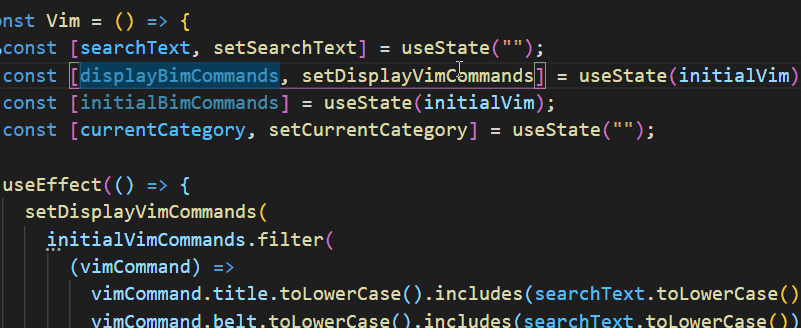 onst Vim = () => {
const [searchText, setSearchText] = useState("");
const [displayBimCommands, setDisplayVimCommands] = useState(initialVim)
const [initialBimCommands] = useState(initialVim);
const [currentCategory, setCurrentCategory] = useState("");
useEffect(() => {
setDisplayVimCommands(
initialVimCommands.filter(
(vimCommand) =>
vimCommand.title.toLowerCase().includes(searchText.toLowerCase()
vimCommand.belt.toLowerCase().includes(searchText.toLowerCase())